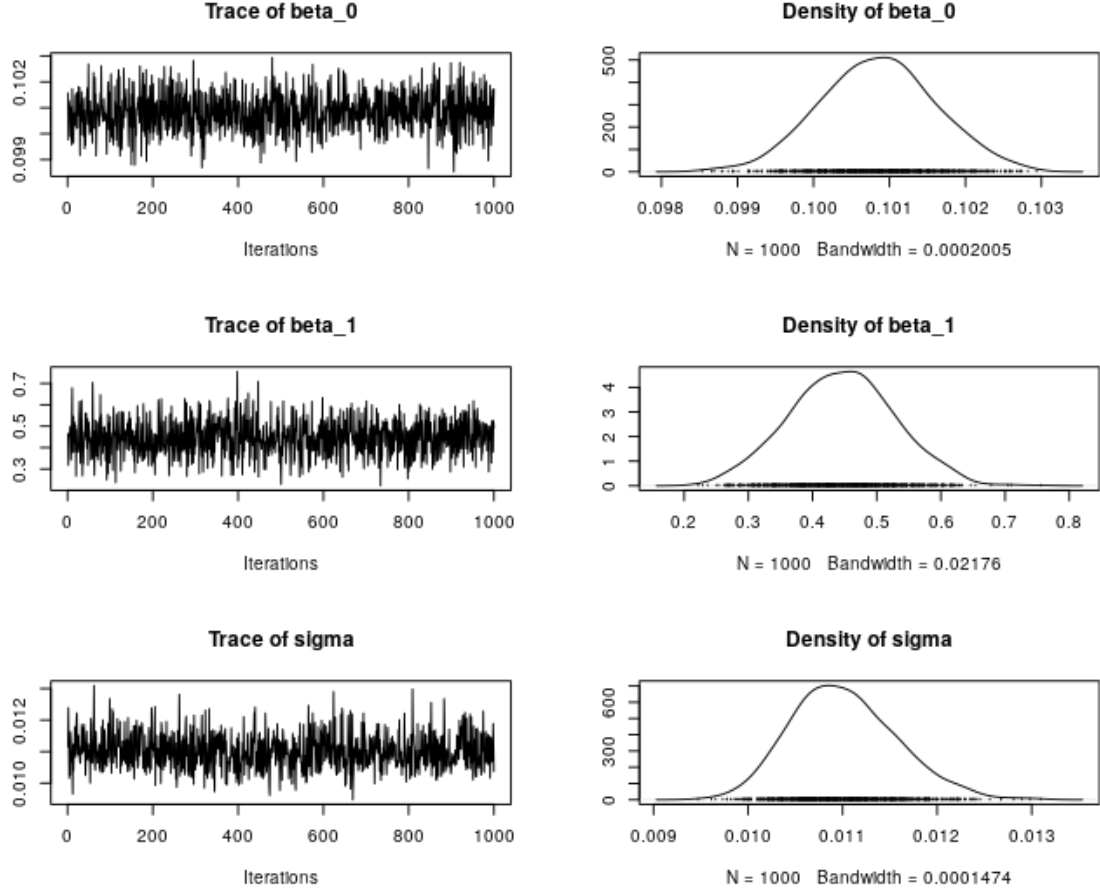 Trace of beta_0
0.099 0.102
0 200 400 600 800 1000
Iterations
Density of beta_0
0 200 500
0.098 0.099 0.100 0.101 0.102 0.103
N = 1000 Bandwidth = 0.0002005
Trace of beta_1
0.3 0.5 0.7
0 200 400 600 800 1000
Iterations
Density of beta_1
0 1 2 3 4
0.2 0.3 0.4 0.5 0.6 0.7 0.8
N = 1000 Bandwidth = 0.02176
Trace of sigma
0.010 0.012
0 200 400 600 800 1000
Iterations
Density of sigma
0 300 600
0.009 0.010 0.011 0.012 0.013
N = 1000 Bandwidth = 0.0001474